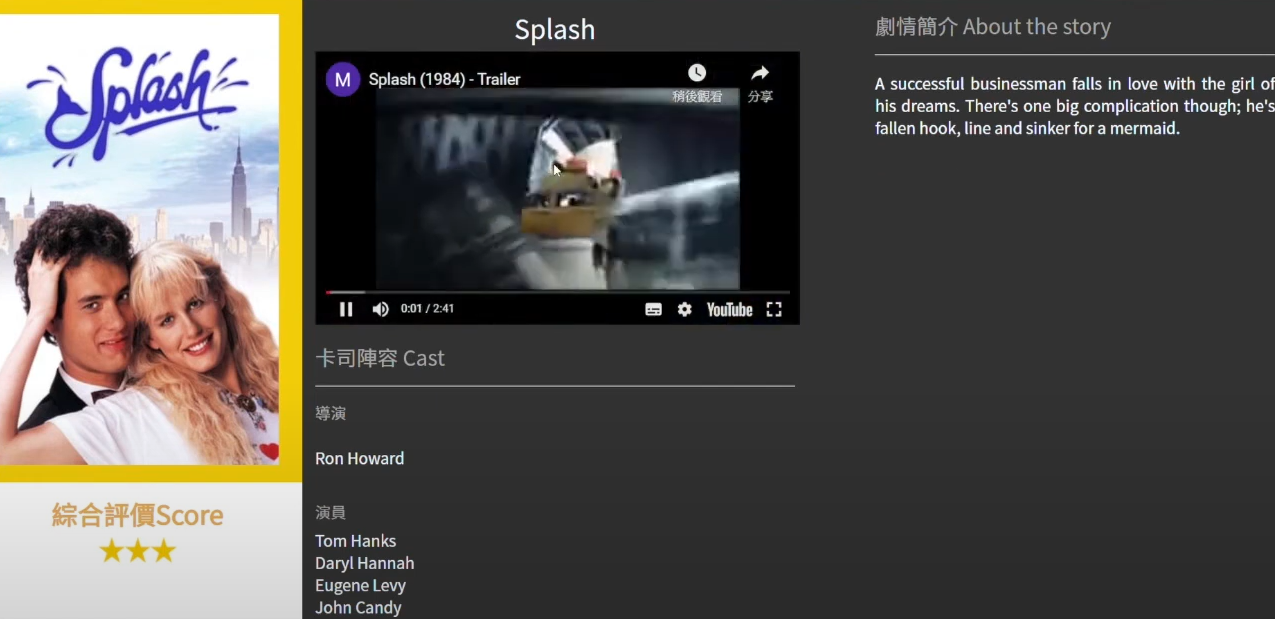 Splash
綜合評價Score
★★★
Splash
M
Splash (1984) - Trailer
稍後觀看
分享
0:01 / 2:41
YouTube
卡司陣容 Cast
導演
Ron Howard
演員
Tom Hanks
Daryl Hannah
Eugene Levy
John Candy
劇情簡介 About the story
A successful businessman falls in love with the girl of
his dreams. There's one big complication though; he's
fallen hook, line and sinker for a mermaid.